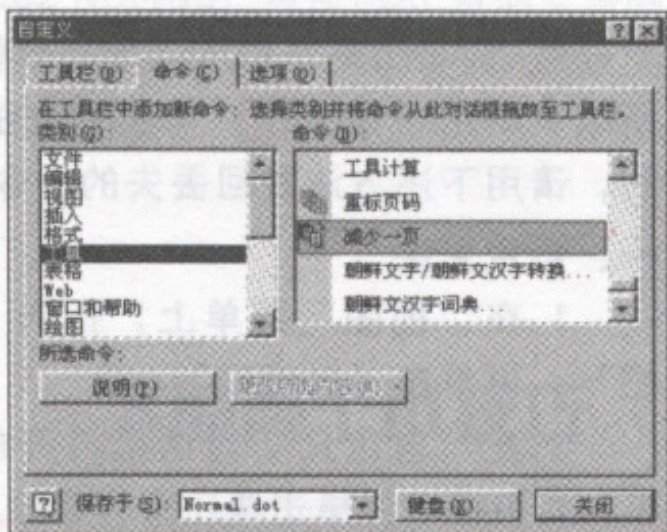 自定义
工具栏(B) 命令(C) 选项(O)
在工具栏中添加新命令：选择类别并将命令从此对话框拖放至工具栏。
类别(G): 命令(D):
文件
编辑
视图
插入
格式
表格
Web
窗口和帮助
绘图
工具计算
重标页码
减少一页
朝鲜文字/朝鲜文汉字转换...
朝鲜文汉字词典...
所选命令：
说明(P)
保存于(S): Normal.dot 键盘(K) 关闭